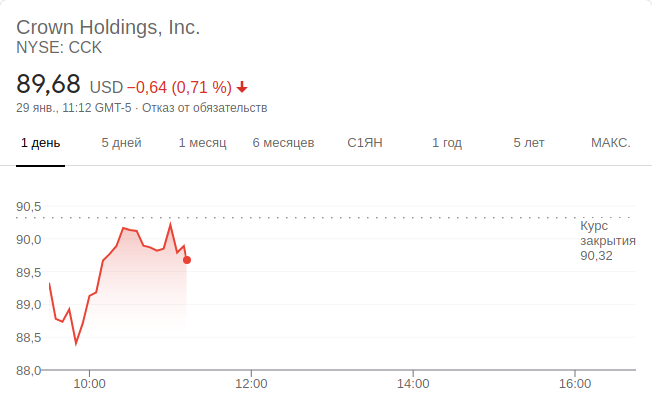 Crown Holdings, Inc.
NYSE: CCK
89,68 USD −0,64 (0,71 %)
29 янв., 11:12 GMT-5 · Отказ от обязательств
1 день 5 дней 1 месяц 6 месяцев С1ЯН 1 год 5 лет МАКС.
90,5
Курс
90,0
закрытия
90,32
89,5
89,0
88,5
88,0
10:00 12:00 14:00 16:00